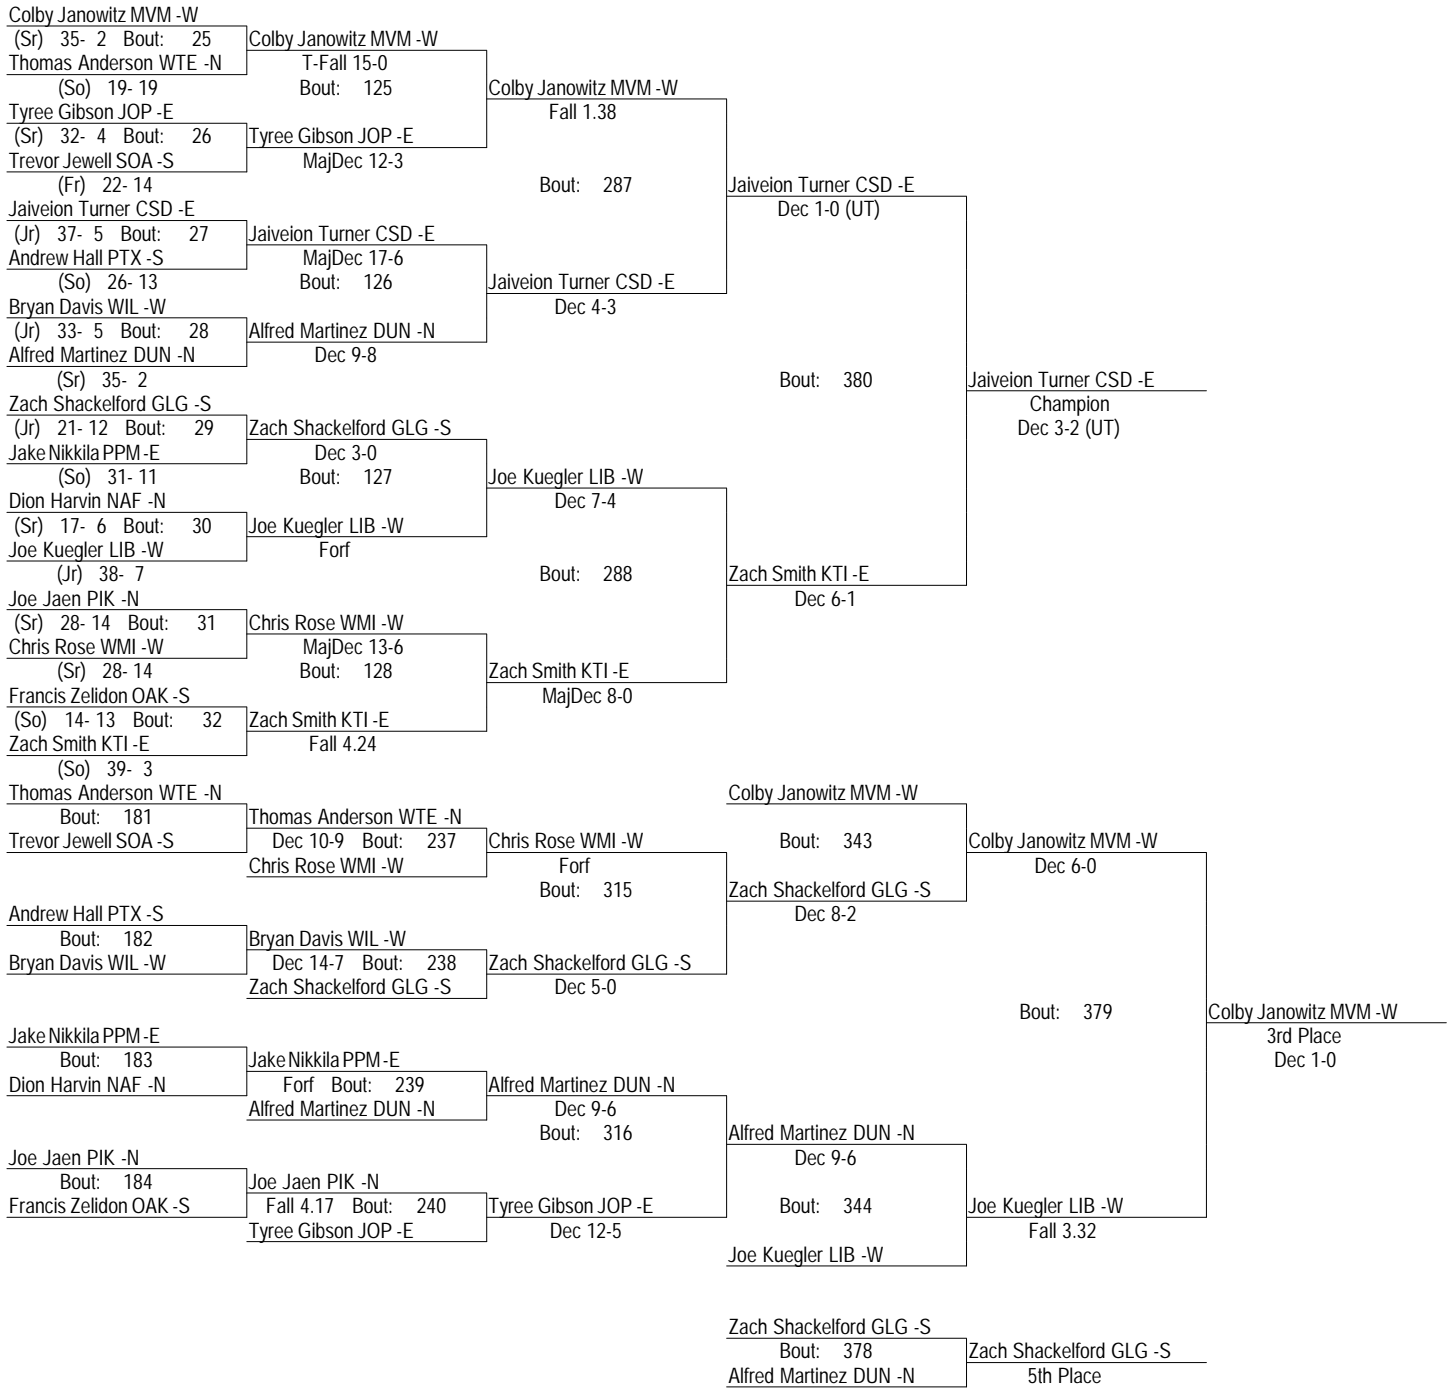 Colby Janowitz MVM -W
(Sr) 35- 2 Bout: 25 Colby Janowitz MVM -W
Thomas Anderson WTE -N T-Fall 15-0
(So) 19- 19 Bout: 125 Colby Janowitz MVM -W
Tyree Gibson JOP -E Fall 1.38
(Sr) 32- 4 Bout: 26 Tyree Gibson JOP -E
Trevor Jewell SOA -S MajDec 12-3
(Fr) 22- 14 Bout: 287 Jaiveion Turner CSD -E
Jaiveion Turner CSD -E Dec 1-0 (UT)
(Jr) 37- 5 Bout: 27 Jaiveion Turner CSD -E
Andrew Hall PTX -S MajDec 17-6
(So) 26- 13 Bout: 126 Jaiveion Turner CSD -E
Bryan Davis WIL -W Dec 4-3
(Jr) 33- 5 Bout: 28 Alfred Martinez DUN -N
Alfred Martinez DUN -N Dec 9-8
(Sr) 35- 2 Bout: 380 Jaiveion Turner CSD -E
Zach Shackelford GLG -S Champion
(Jr) 21- 12 Bout: 29 Zach Shackelford GLG -S Dec 3-2 (UT)
Jake Nikkila PPM -E Dec 3-0
(So) 31- 11 Bout: 127 Joe Kuegler LIB -W
Dion Harvin NAF -N Dec 7-4
(Sr) 17- 6 Bout: 30 Joe Kuegler LIB -W
Joe Kuegler LIB -W Forf
(Jr) 38- 7 Bout: 288 Zach Smith KTI -E
Joe Jaen PIK -N Dec 6-1
(Sr) 28- 14 Bout: 31 Chris Rose WMI -W
Chris Rose WMI -W MajDec 13-6
(Sr) 28- 14 Bout: 128 Zach Smith KTI -E
Francis Zelidon OAK -S MajDec 8-0
(So) 14- 13 Bout: 32 Zach Smith KTI -E
Zach Smith KTI -E Fall 4.24
(So) 39- 3
Thomas Anderson WTE -N Colby Janowitz MVM -W
Bout: 181 Thomas Anderson WTE -N
Trevor Jewell SOA -S Dec 10-9 Bout: 237 Chris Rose WMI -W Bout: 343 Colby Janowitz MVM -W
Chris Rose WMI -W Forf Dec 6-0
Bout: 315 Zach Shackelford GLG -S
Andrew Hall PTX -S Dec 8-2
Bout: 182 Bryan Davis WIL -W
Bryan Davis WIL -W Dec 14-7 Bout: 238 Zach Shackelford GLG -S
Zach Shackelford GLG -S Dec 5-0
Bout: 379 Colby Janowitz MVM -W
Jake Nikkila PPM -E 3rd Place
Bout: 183 Jake Nikkila PPM -E Dec 1-0
Dion Harvin NAF -N Forf Bout: 239 Alfred Martinez DUN -N
Alfred Martinez DUN -N Dec 9-6
Bout: 316 Alfred Martinez DUN -N
Joe Jaen PIK -N Dec 9-6
Bout: 184 Joe Jaen PIK -N
Francis Zelidon OAK -S Fall 4.17 Bout: 240 Tyree Gibson JOP -E Bout: 344 Joe Kuegler LIB -W
Tyree Gibson JOP -E Dec 12-5 Fall 3.32
Joe Kuegler LIB -W
Zach Shackelford GLG -S
Bout: 378 Zach Shackelford GLG -S
Alfred Martinez DUN -N 5th Place